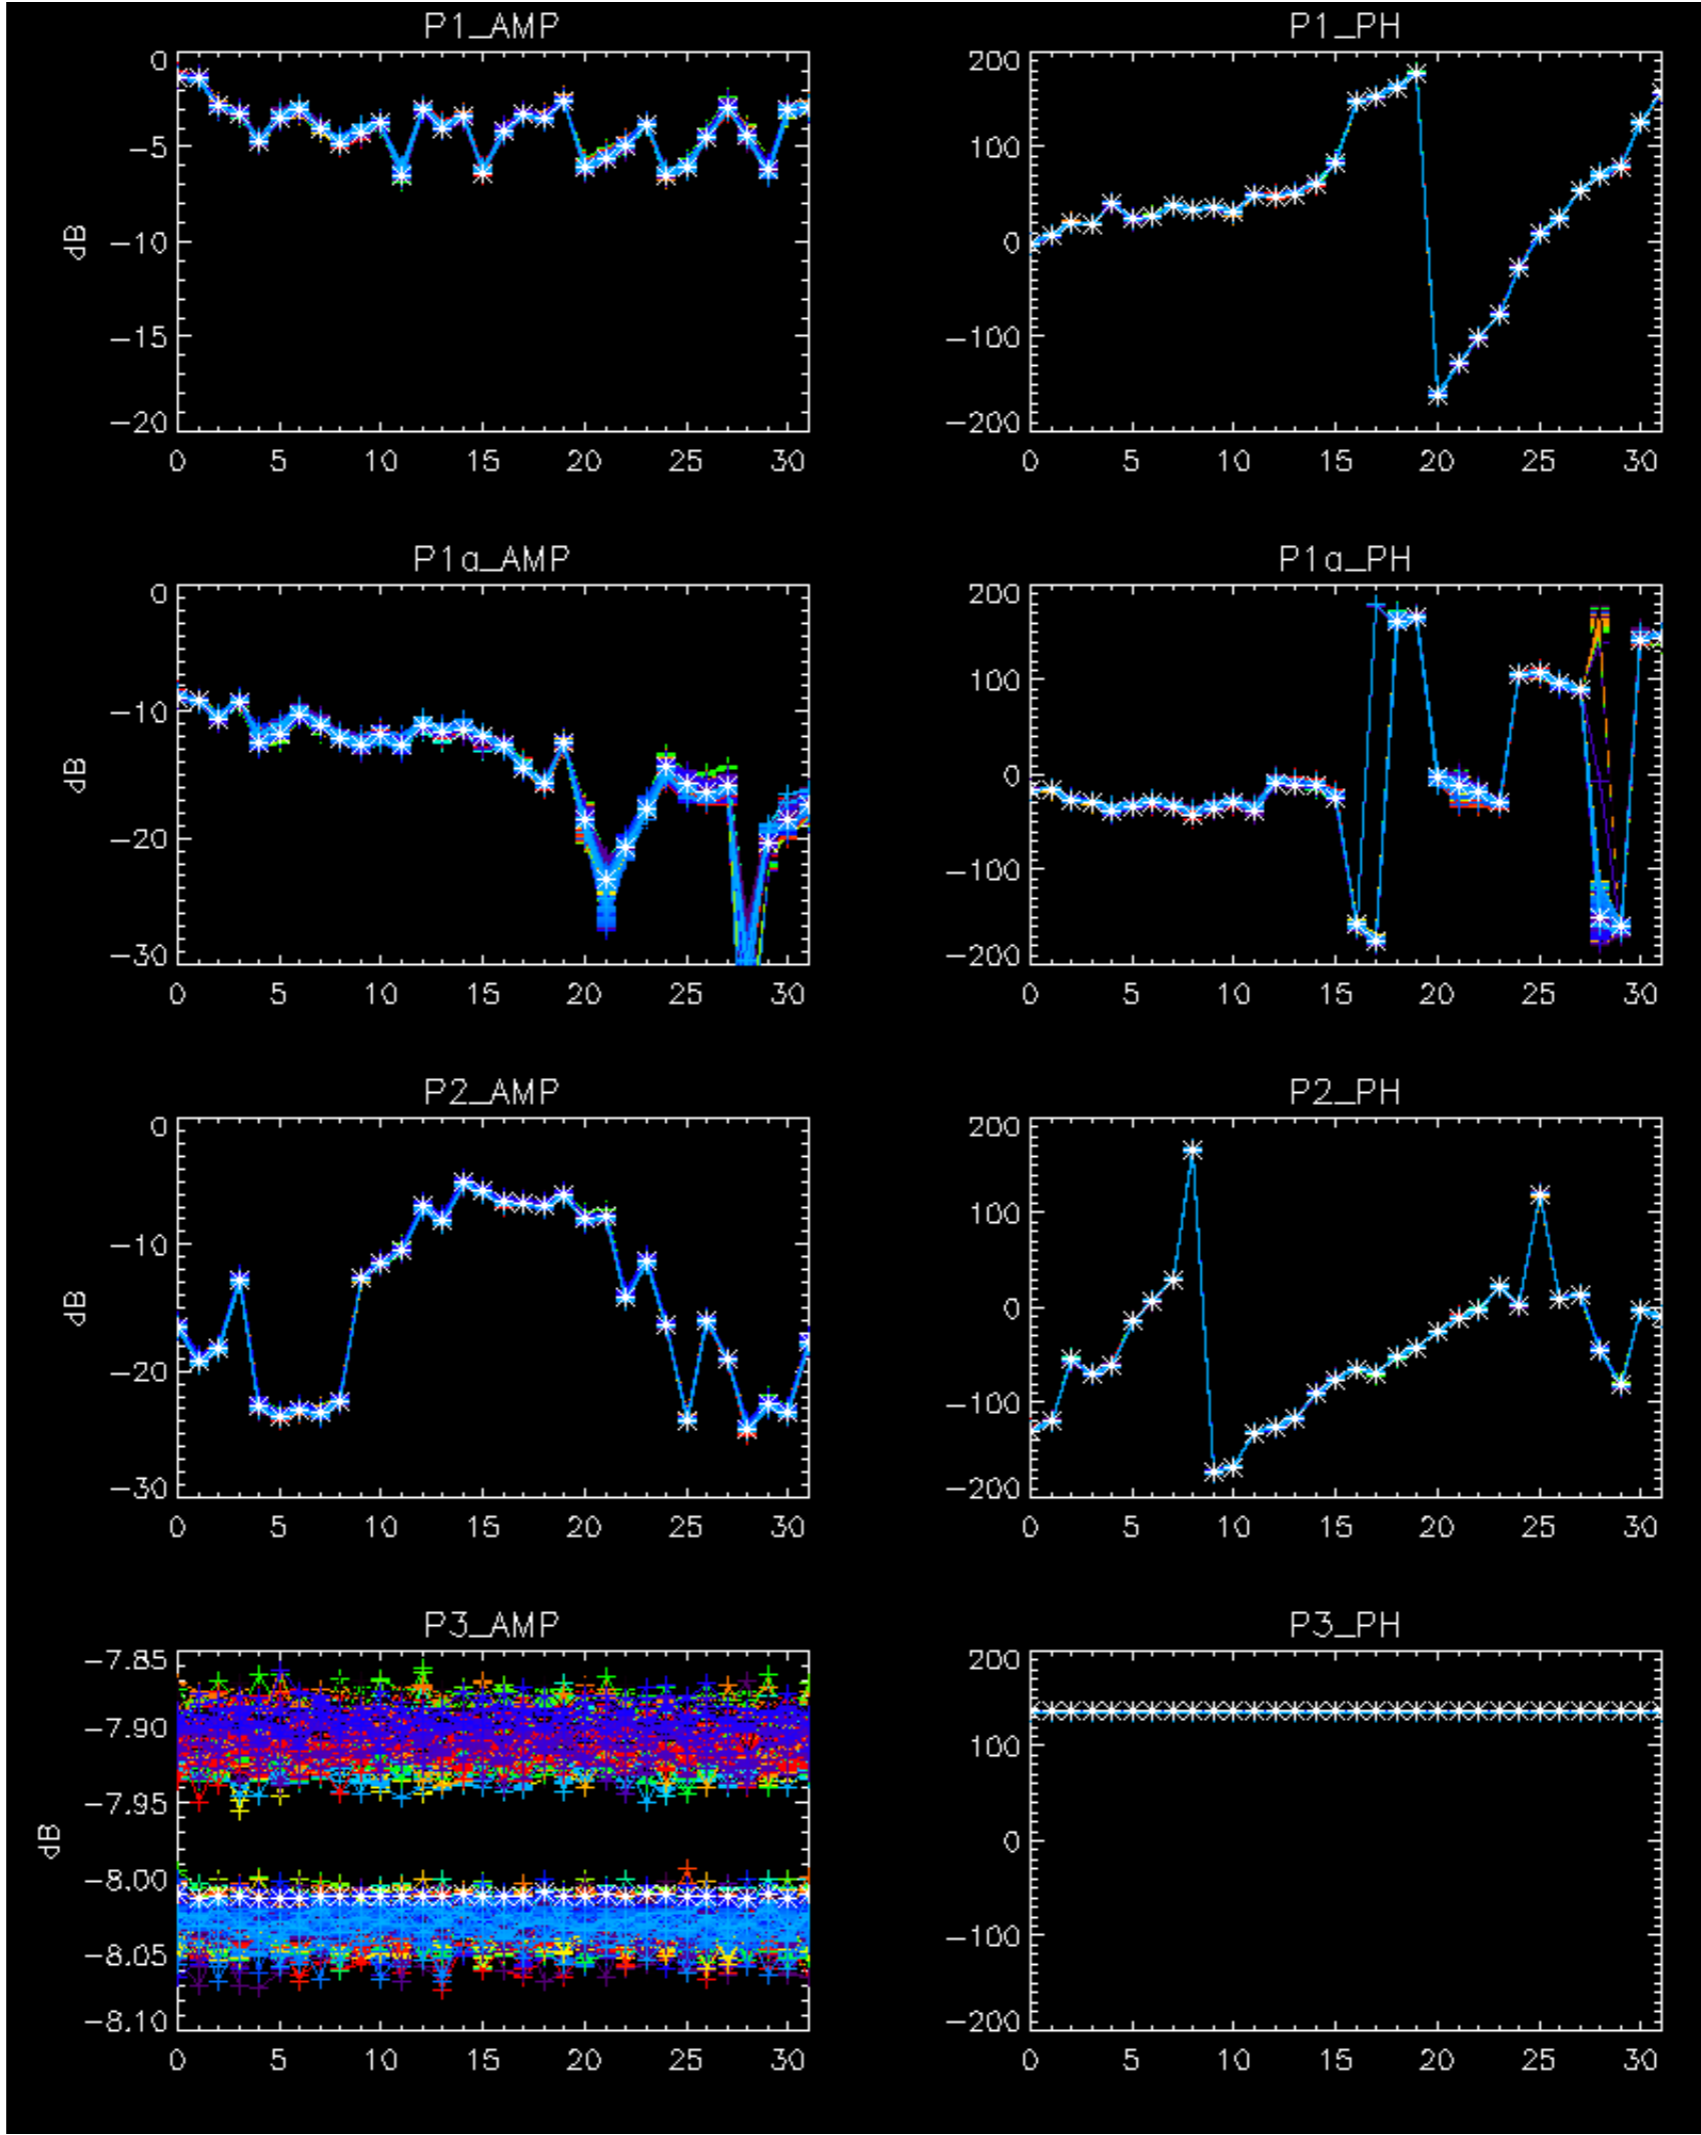 P1_AMP P1_PH
0 200
-5 100
dB -10 0
-15 -100
-20 -200
0 5 10 15 20 25 30 0 5 10 15 20 25 30
P1a_AMP P1a_PH
0 200
-10 100
dB 0
-20 -100
-30 -200
0 5 10 15 20 25 30 0 5 10 15 20 25 30
P2_AMP P2_PH
0 200
-10 100
dB 0
-20 -100
-30 -200
0 5 10 15 20 25 30 0 5 10 15 20 25 30
P3_AMP P3_PH
-7.85 200
-7.90 100
-7.95
dB 0
-8.00
-8.05 -100
-8.10 -200
0 5 10 15 20 25 30 0 5 10 15 20 25 30